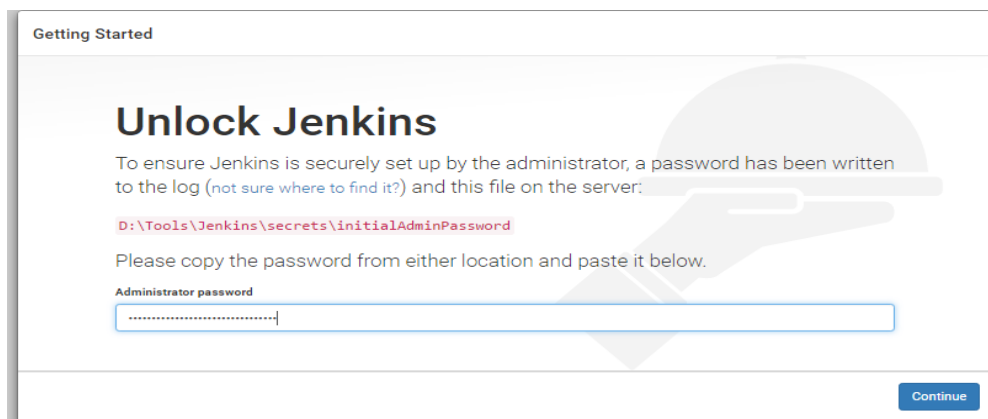 Getting Started
Unlock Jenkins
To ensure Jenkins is securely set up by the administrator, a password has been written
to the log (not sure where to find it?) and this file on the server:
D:\Tools\Jenkins\secrets\initialAdminPassword
Please copy the password from either location and paste it below.
Administrator password
Continue